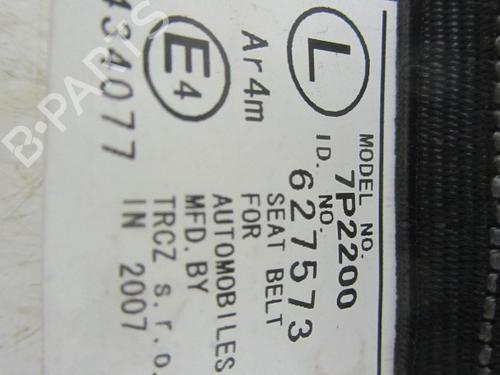 L
MODEL NO.
7P2200
ID. NO.
627573
SEAT BELT
FOR
AUTOMOBILES
MFD. BY
TRCZ s.r.o.
IN 2007
E4
Ar4m
434077
B-PARTS